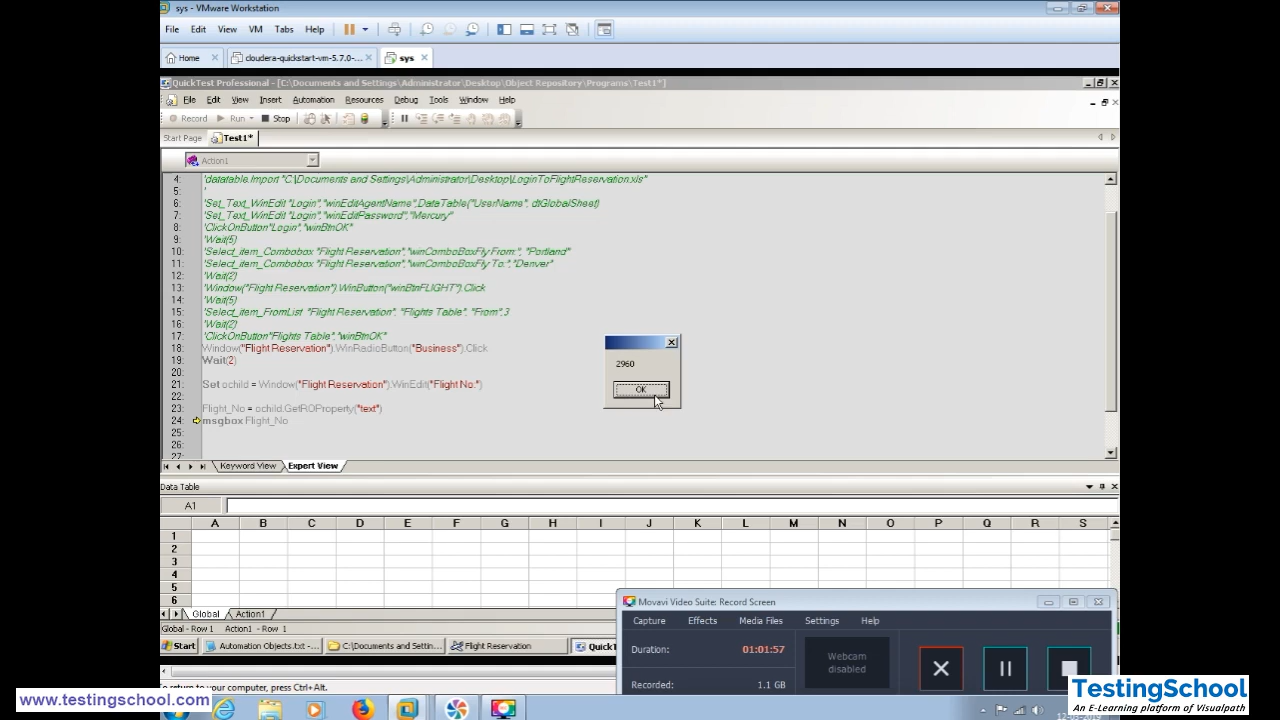 sys - VMware Workstation
File Edit View VM Tabs Help
Home cloudera-quickstart-vm-5.7.0-... sys
QuickTest Professional - [C:\Documents and Settings\Administrator\Desktop\Object Repository\Programs\Test1*]
File Edit View Insert Automation Resources Debug Tools Window Help
Record Run Stop
Start Page Test1*
Action1
4: 'datatable.Import "C:\Documents and Settings\Administrator\Desktop\LoginToFlightReservation.xls"
5: '
6: 'Set_Text_WinEdit "Login","winEditAgentName",DataTable("UserName", dtGlobalSheet)
7: 'Set_Text_WinEdit "Login","winEditPassword","Mercury"
8: 'ClickOnButton"Login","winBtnOK"
9: 'Wait(5)
10: 'Select_item_Combobox "Flight Reservation","winComboBoxFly From:", "Portland"
11: 'Select_item_Combobox "Flight Reservation","winComboBoxFly To:","Denver"
12: 'Wait(2)
13: 'Window("Flight Reservation").WinButton("winBtnFLIGHT").Click
14: 'Wait(5)
15: 'Select_item_FromList "Flight Reservation", "Flights Table", "From",3
16: 'Wait(2)
17: 'ClickOnButton"Flights Table","winBtnOK"
18: Window("Flight Reservation").WinRadioButton("Business").Click
19: Wait(2)
20:
21: Set ochild = Window("Flight Reservation").WinEdit("Flight No:")
22:
23: Flight_No = ochild.GetROProperty("text")
24: msgbox Flight_No
25:
26:
27:
2960
OK
Keyword View Expert View
Data Table
A1
A B C D E F G H I J K L M N O P Q R S
1
2
3
4
5
6
Global Action1
Global - Row 1 Action1 - Row 1
Movavi Video Suite: Record Screen
Capture Effects Media Files Settings Help
Duration: 01:01:57
Webcam disabled
Recorded: 1.1 GB
Start Automation Objects.txt - ... C:\Documents and Settin... Flight Reservation QuickT
To return to your computer, press Ctrl+Alt.
www.testingschool.com
TestingSchool
An E-Learning platform of Visualpath